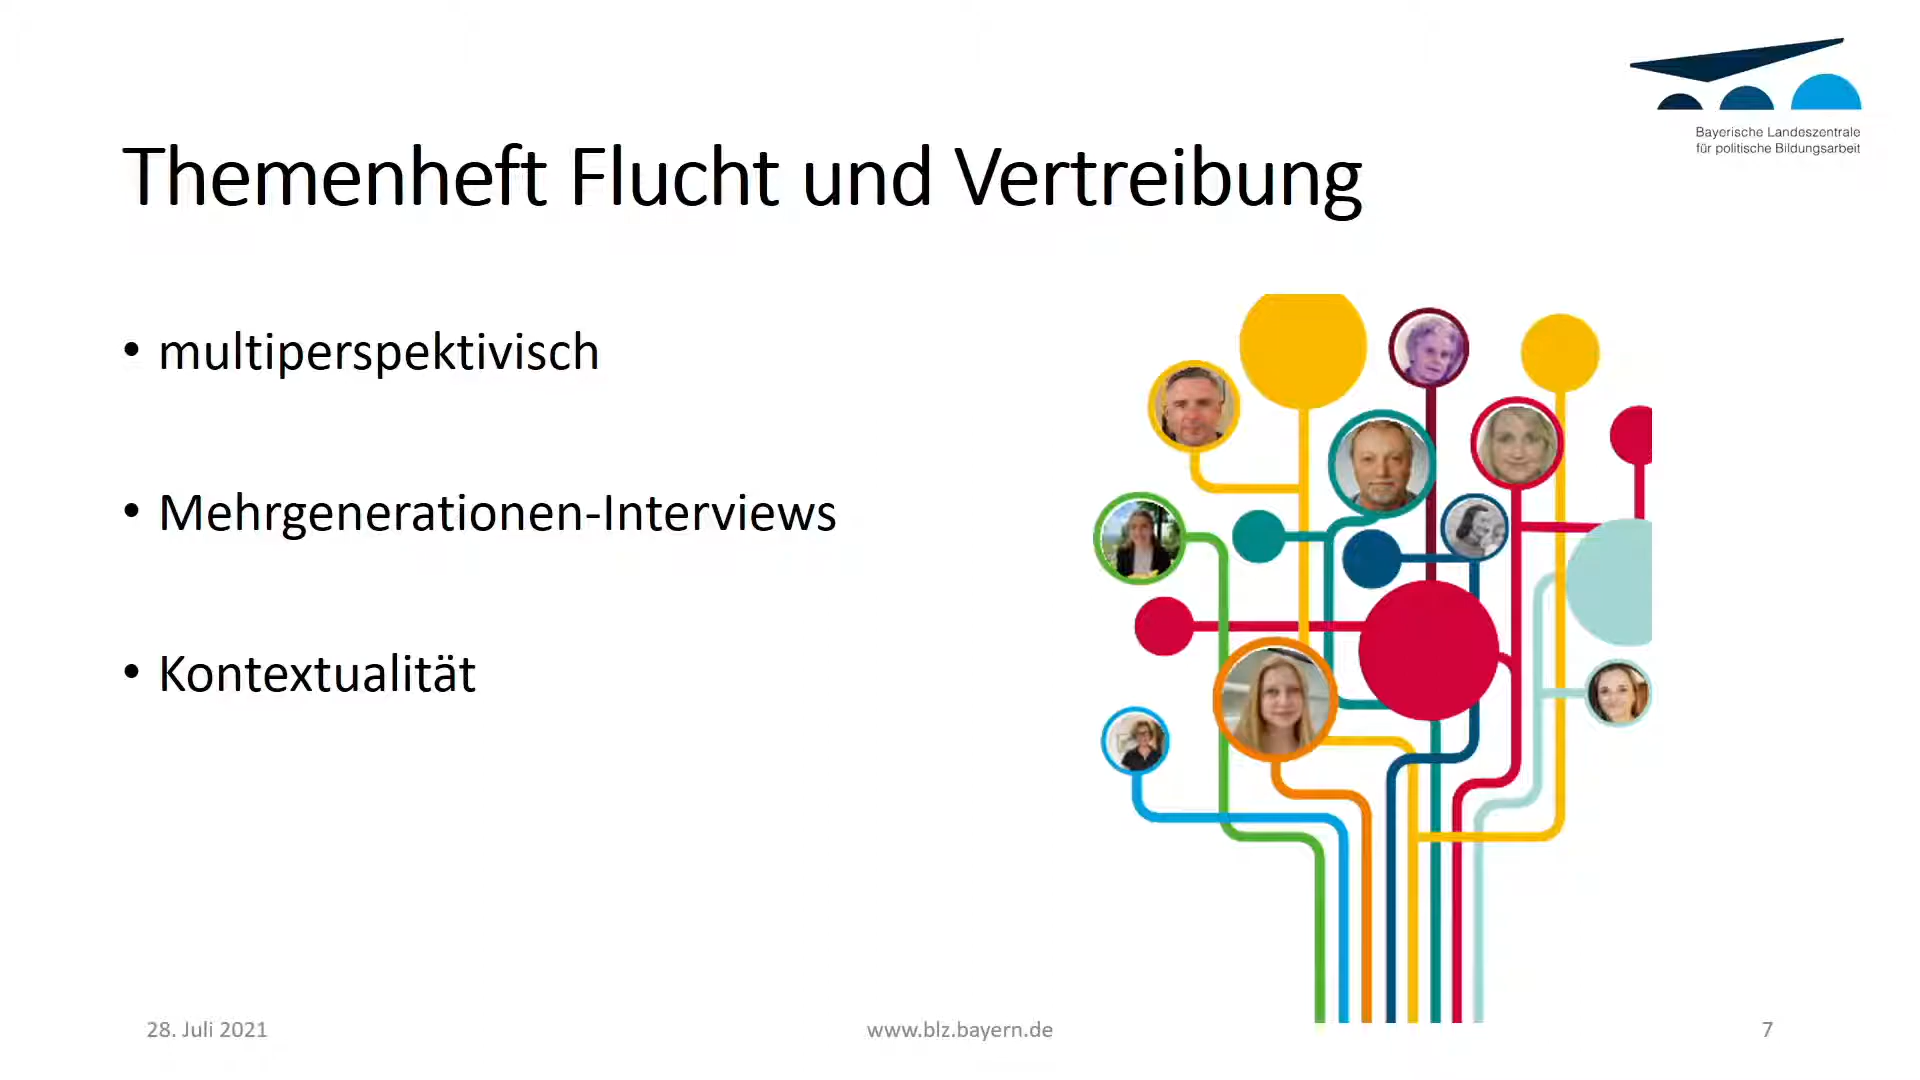 Bayerische Landeszentrale
für politische Bildungsarbeit
Themenheft Flucht und Vertreibung
• multiperspektivisch
• Mehrgenerationen-Interviews
• Kontextualität
28. Juli 2021
www.blz.bayern.de
7